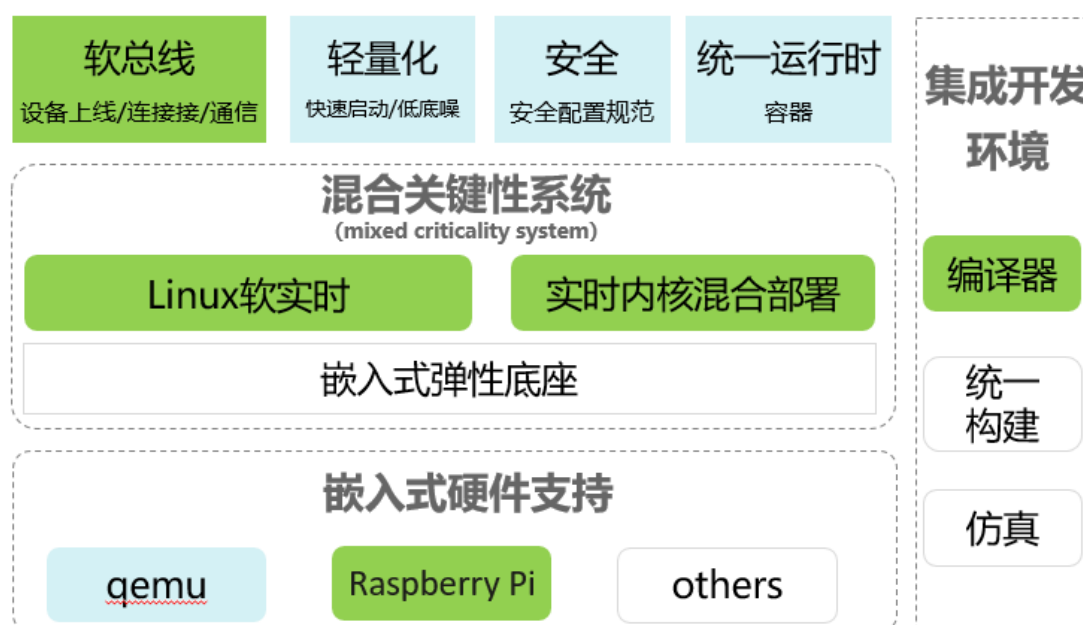 软总线
设备上线/连接接/通信
轻量化
快速启动/低底噪
安全
安全配置规范
统一运行时
容器
混合关键性系统
(mixed criticality system)
Linux软实时
实时内核混合部署
嵌入式弹性底座
嵌入式硬件支持
qemu
Raspberry Pi
others
集成开发
环境
编译器
统一
构建
仿真